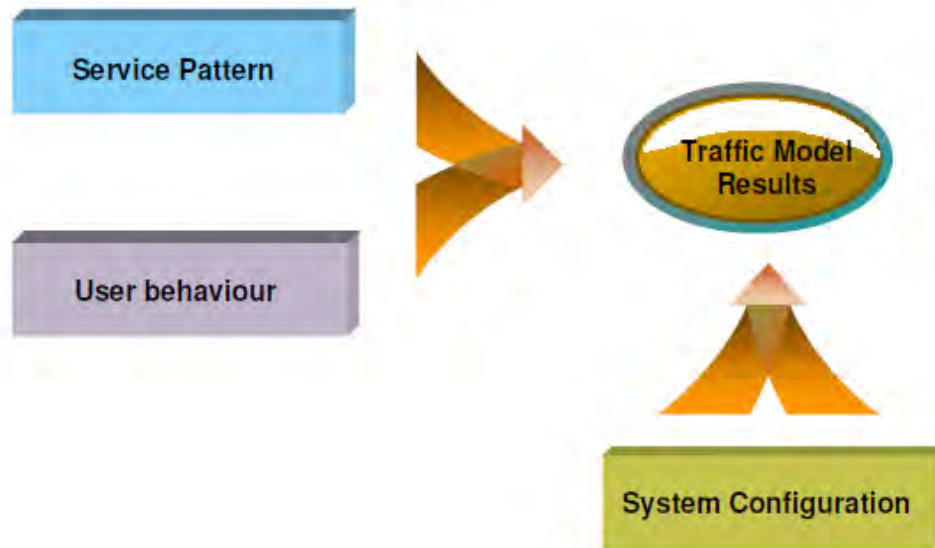 Service Pattern
Traffic Model
Results
User behaviour
System Configuration